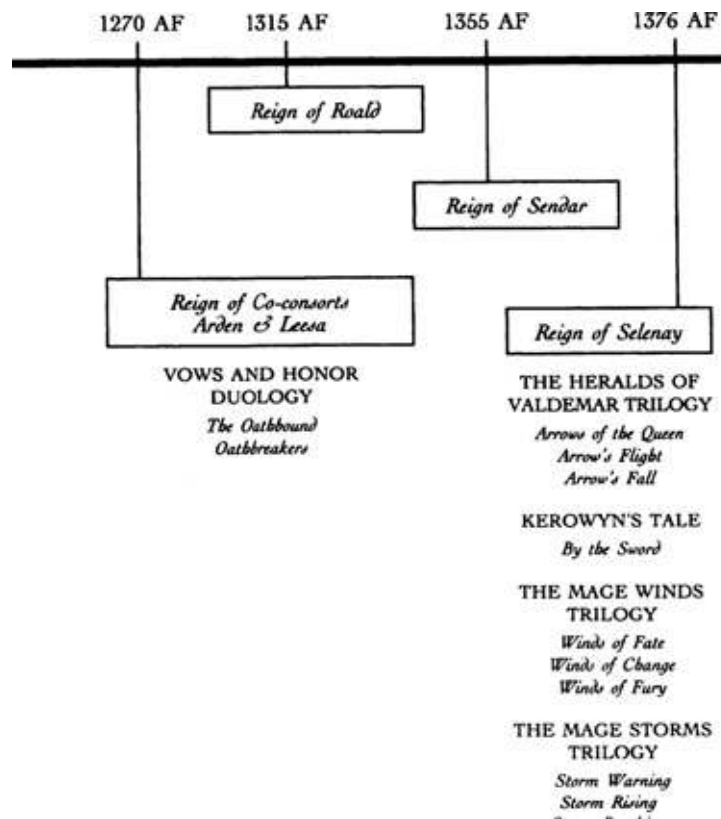 1270 AF 1315 AF 1355 AF 1376 AF
Reign of Roald
Reign of Sendar
Reign of Co-consorts
Arden & Leesa
VOWS AND HONOR
DUOLOGY
The Oathbound
Oathbreakers
Reign of Selenay
THE HERALDS OF
VALDEMAR TRILOGY
Arrows of the Queen
Arrow's Flight
Arrow's Fall
KEROWYN'S TALE
By the Sword
THE MAGE WINDS
TRILOGY
Winds of Fate
Winds of Change
Winds of Fury
THE MAGE STORMS
TRILOGY
Storm Warning
Storm Rising